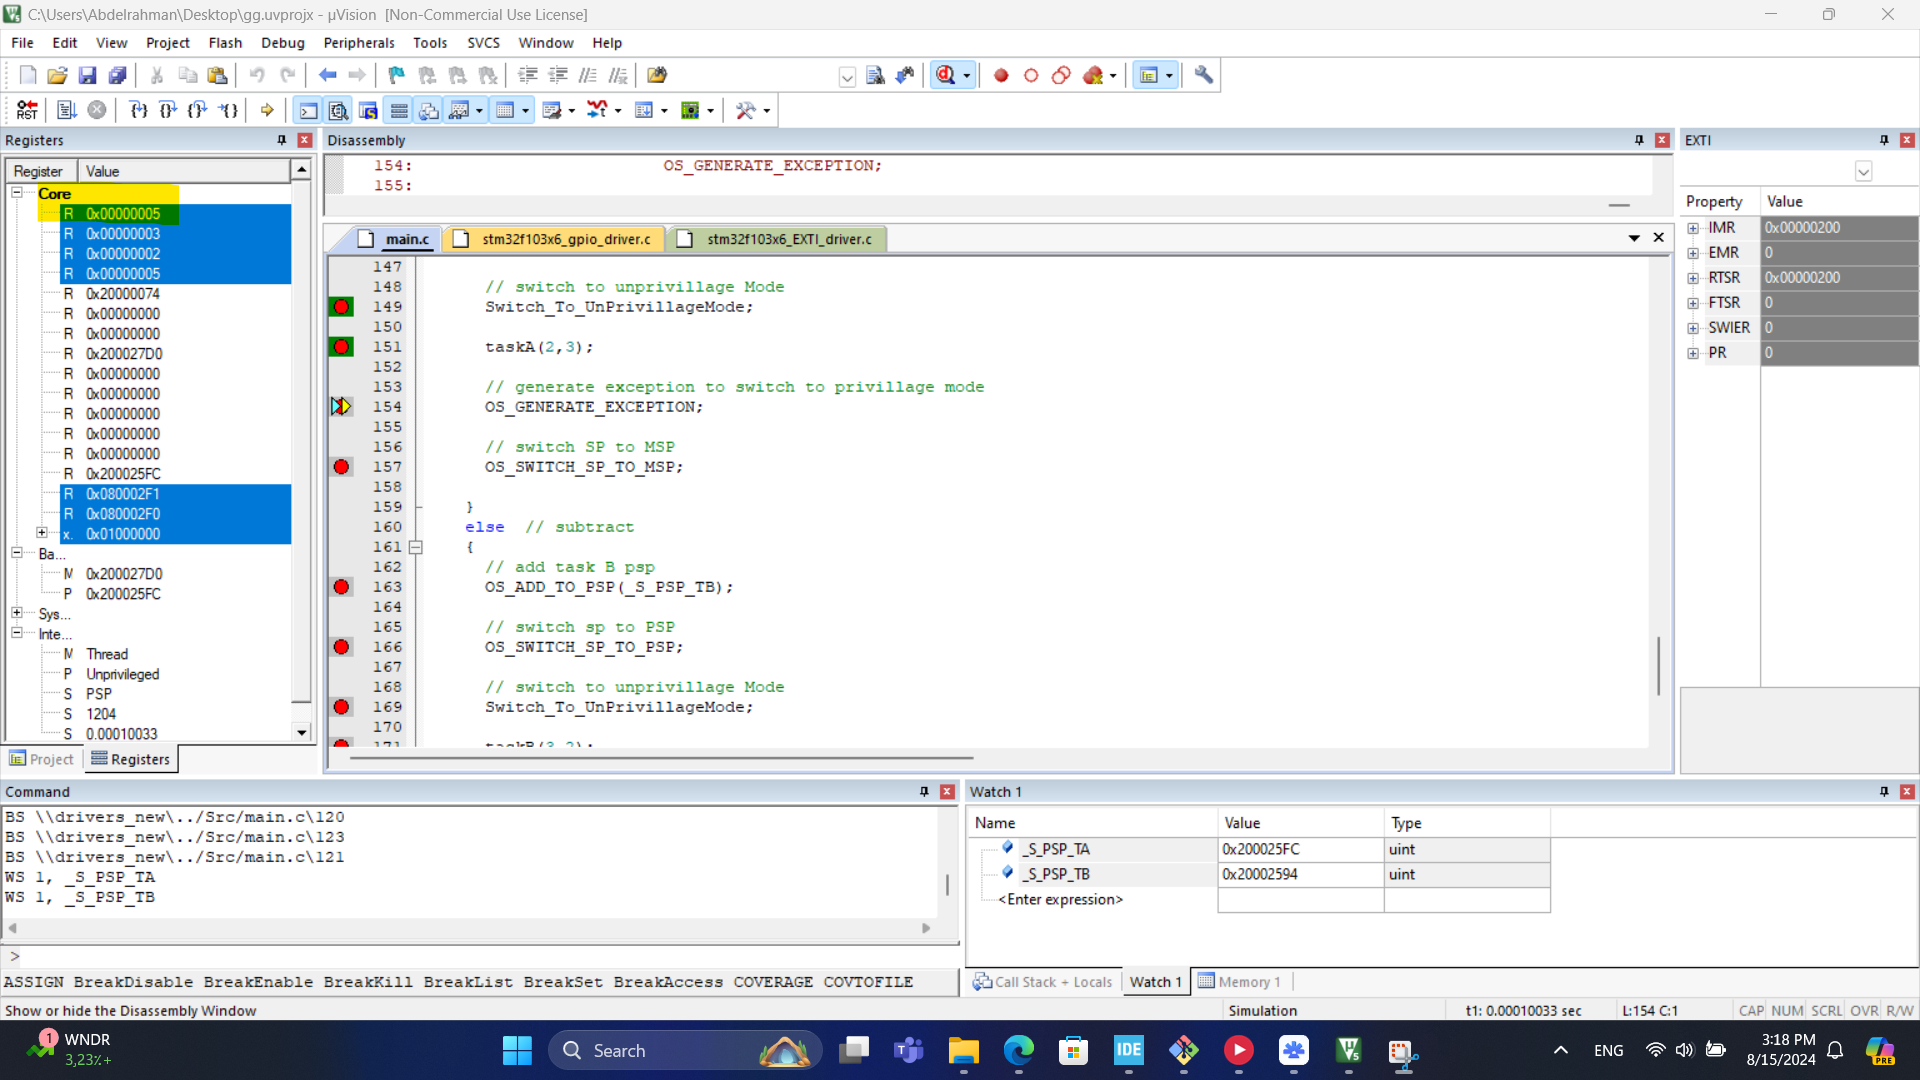 C:\Users\Abdelrahman\Desktop\gg.uvprojx - µVision  [Non-Commercial Use License]
File Edit View Project Flash Debug Peripherals Tools SVCS Window Help
RST
Registers
Register Value
Core
R 0x00000005
R 0x00000003
R 0x00000002
R 0x00000005
R 0x20000074
R 0x00000000
R 0x00000000
R 0x200027D0
R 0x00000000
R 0x00000000
R 0x00000000
R 0x00000000
R 0x00000000
R 0x200025FC
R 0x080002F1
R 0x080002F0
x. 0x01000000
Ba...
M 0x200027D0
P 0x200025FC
Sys...
Inte...
M Thread
P Unprivileged
S PSP
S 1204
S 0.00010033
Project Registers
Disassembly
154: OS_GENERATE_EXCEPTION;
155:
main.c stm32f103x6_gpio_driver.c stm32f103x6_EXTI_driver.c
147
148 // switch to unprivillage Mode
149 Switch_To_UnPrivillageMode;
150
151 taskA(2,3);
152
153 // generate exception to switch to privillage mode
154 OS_GENERATE_EXCEPTION;
155
156 // switch SP to MSP
157 OS_SWITCH_SP_TO_MSP;
158
159 }
160 else // subtract
161 {
162 // add task B psp
163 OS_ADD_TO_PSP(_S_PSP_TB);
164
165 // switch sp to PSP
166 OS_SWITCH_SP_TO_PSP;
167
168 // switch to unprivillage Mode
169 Switch_To_UnPrivillageMode;
170
171 taskB(3,2);
EXTI
Property Value
IMR 0x00000200
EMR 0
RTSR 0x00000200
FTSR 0
SWIER 0
PR 0
Command
BS \\drivers_new\../Src/main.c\120
BS \\drivers_new\../Src/main.c\123
BS \\drivers_new\../Src/main.c\121
WS 1, _S_PSP_TA
WS 1, _S_PSP_TB
>
ASSIGN BreakDisable BreakEnable BreakKill BreakList BreakSet BreakAccess COVERAGE COVTOFILE
Watch 1
Name Value Type
_S_PSP_TA 0x200025FC uint
_S_PSP_TB 0x20002594 uint
<Enter expression>
Call Stack + Locals Watch 1 Memory 1
Show or hide the Disassembly Window Simulation t1: 0.00010033 sec L:154 C:1 CAP NUM SCRL OVR R/W
1 WNDR
3,23%+
Search
IDE
PRE
ENG
3:18 PM
8/15/2024